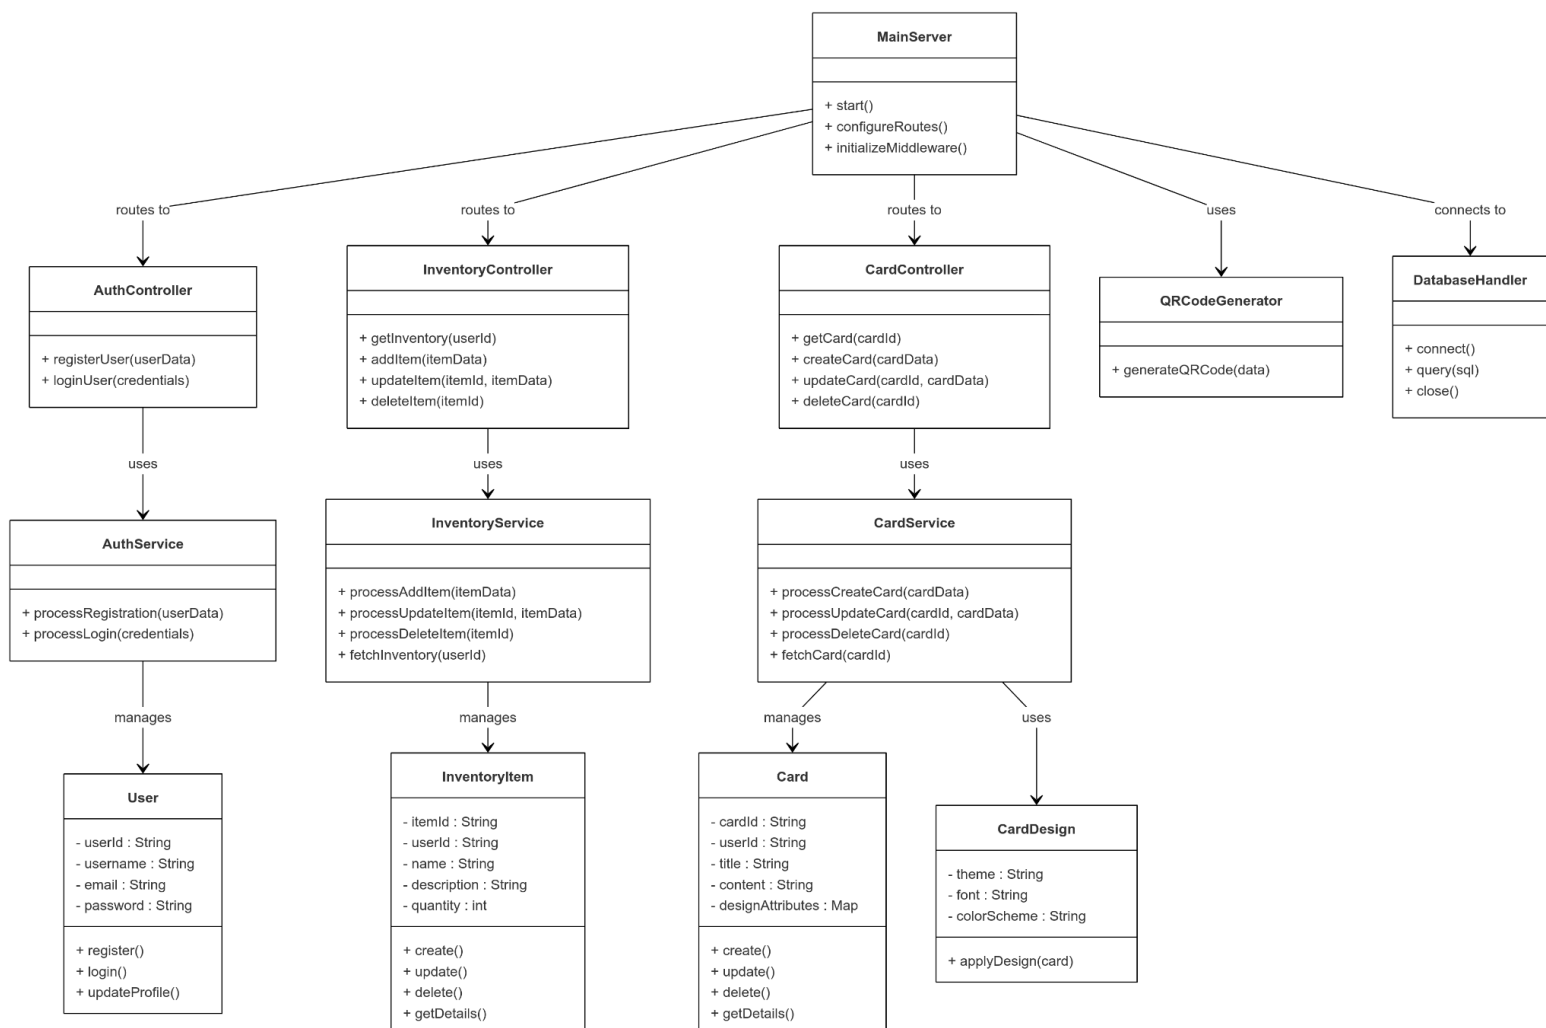 MainServer
+ start()
+ configureRoutes()
+ initializeMiddleware()
routes to
routes to
routes to
uses
connects to
AuthController
+ registerUser(userData)
+ loginUser(credentials)
InventoryController
+ getInventory(userId)
+ addItem(itemData)
+ updateItem(itemId, itemData)
+ deleteItem(itemId)
CardController
+ getCard(cardId)
+ createCard(cardData)
+ updateCard(cardId, cardData)
+ deleteCard(cardId)
QRCodeGenerator
+ generateQRCode(data)
DatabaseHandler
+ connect()
+ query(sql)
+ close()
uses
uses
uses
AuthService
+ processRegistration(userData)
+ processLogin(credentials)
InventoryService
+ processAddItem(itemData)
+ processUpdateItem(itemId, itemData)
+ processDeleteItem(itemId)
+ fetchInventory(userId)
CardService
+ processCreateCard(cardData)
+ processUpdateCard(cardId, cardData)
+ processDeleteCard(cardId)
+ fetchCard(cardId)
manages
manages
manages
uses
User
- userId : String
- username : String
- email : String
- password : String
+ register()
+ login()
+ updateProfile()
InventoryItem
- itemId : String
- userId : String
- name : String
- description : String
- quantity : int
+ create()
+ update()
+ delete()
+ getDetails()
Card
- cardId : String
- userId : String
- title : String
- content : String
- designAttributes : Map
+ create()
+ update()
+ delete()
+ getDetails()
CardDesign
- theme : String
- font : String
- colorScheme : String
+ applyDesign(card)